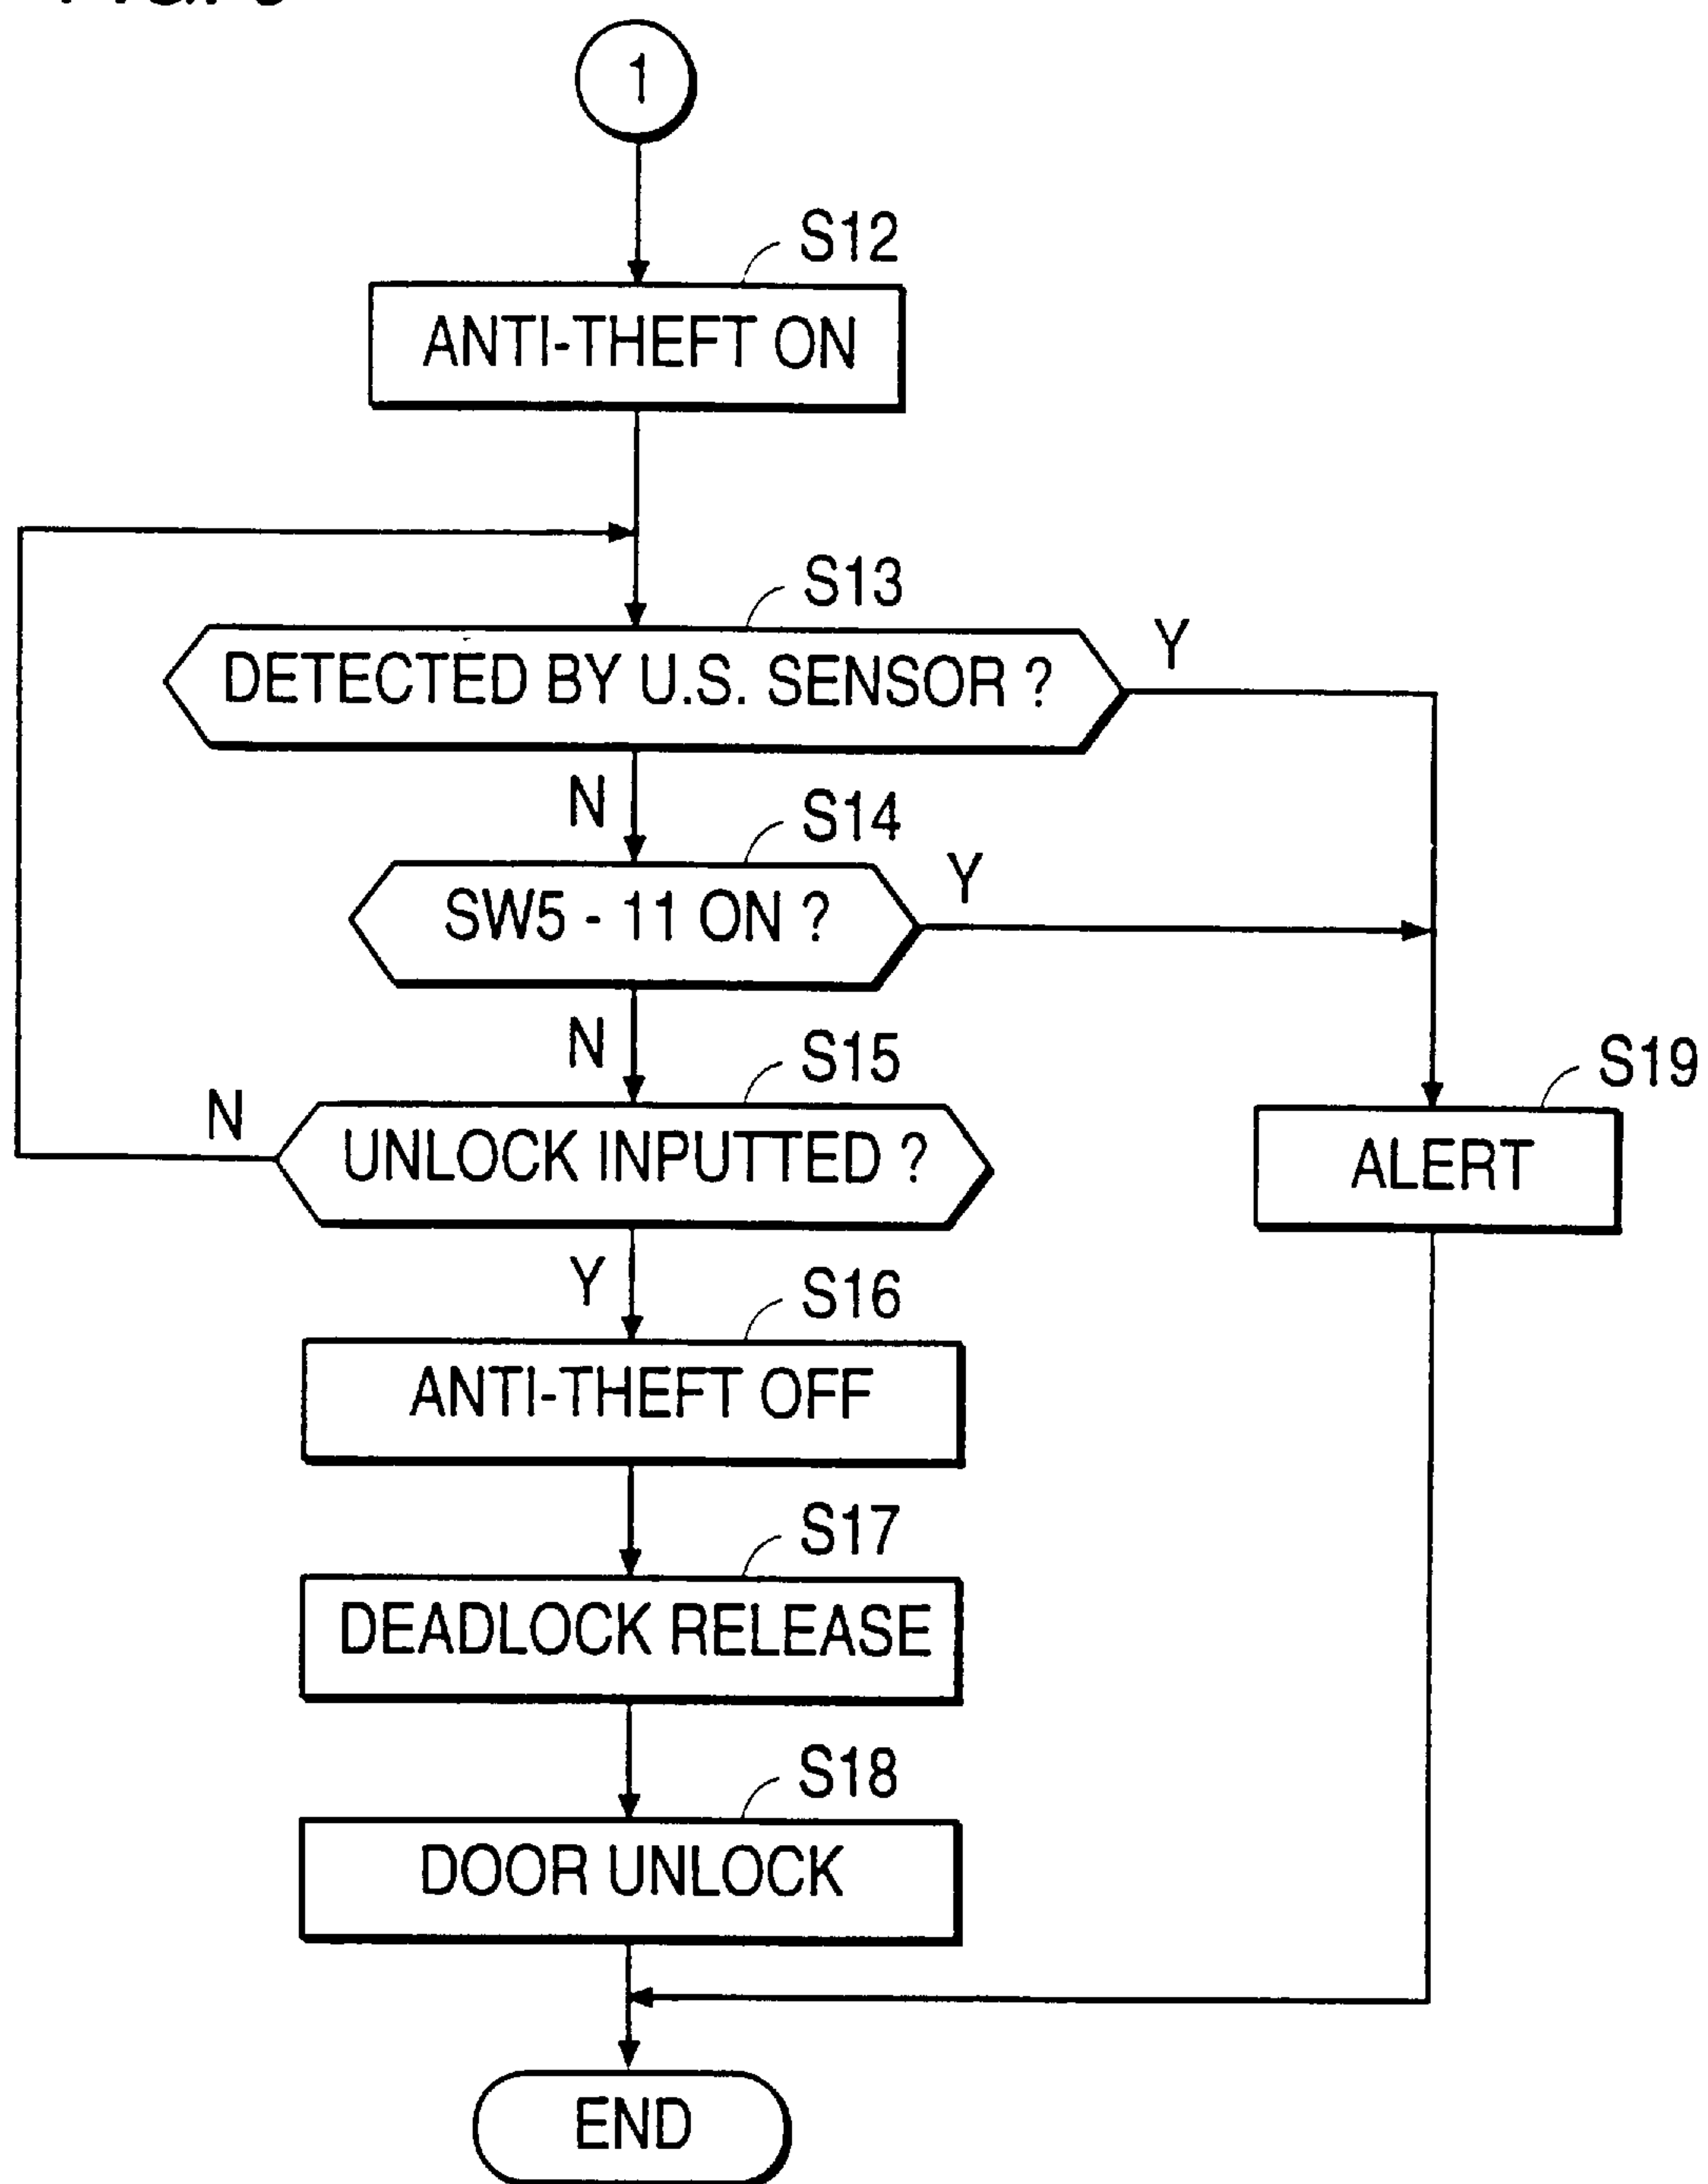 1
S12
ANTI-THEFT ON
S13
DETECTED BY U.S. SENSOR ?
Y
N
S14
SW5 - 11 ON ?
Y
N
S15
UNLOCK INPUTTED ?
N
S19
ALERT
Y
S16
ANTI-THEFT OFF
S17
DEADLOCK RELEASE
S18
DOOR UNLOCK
END